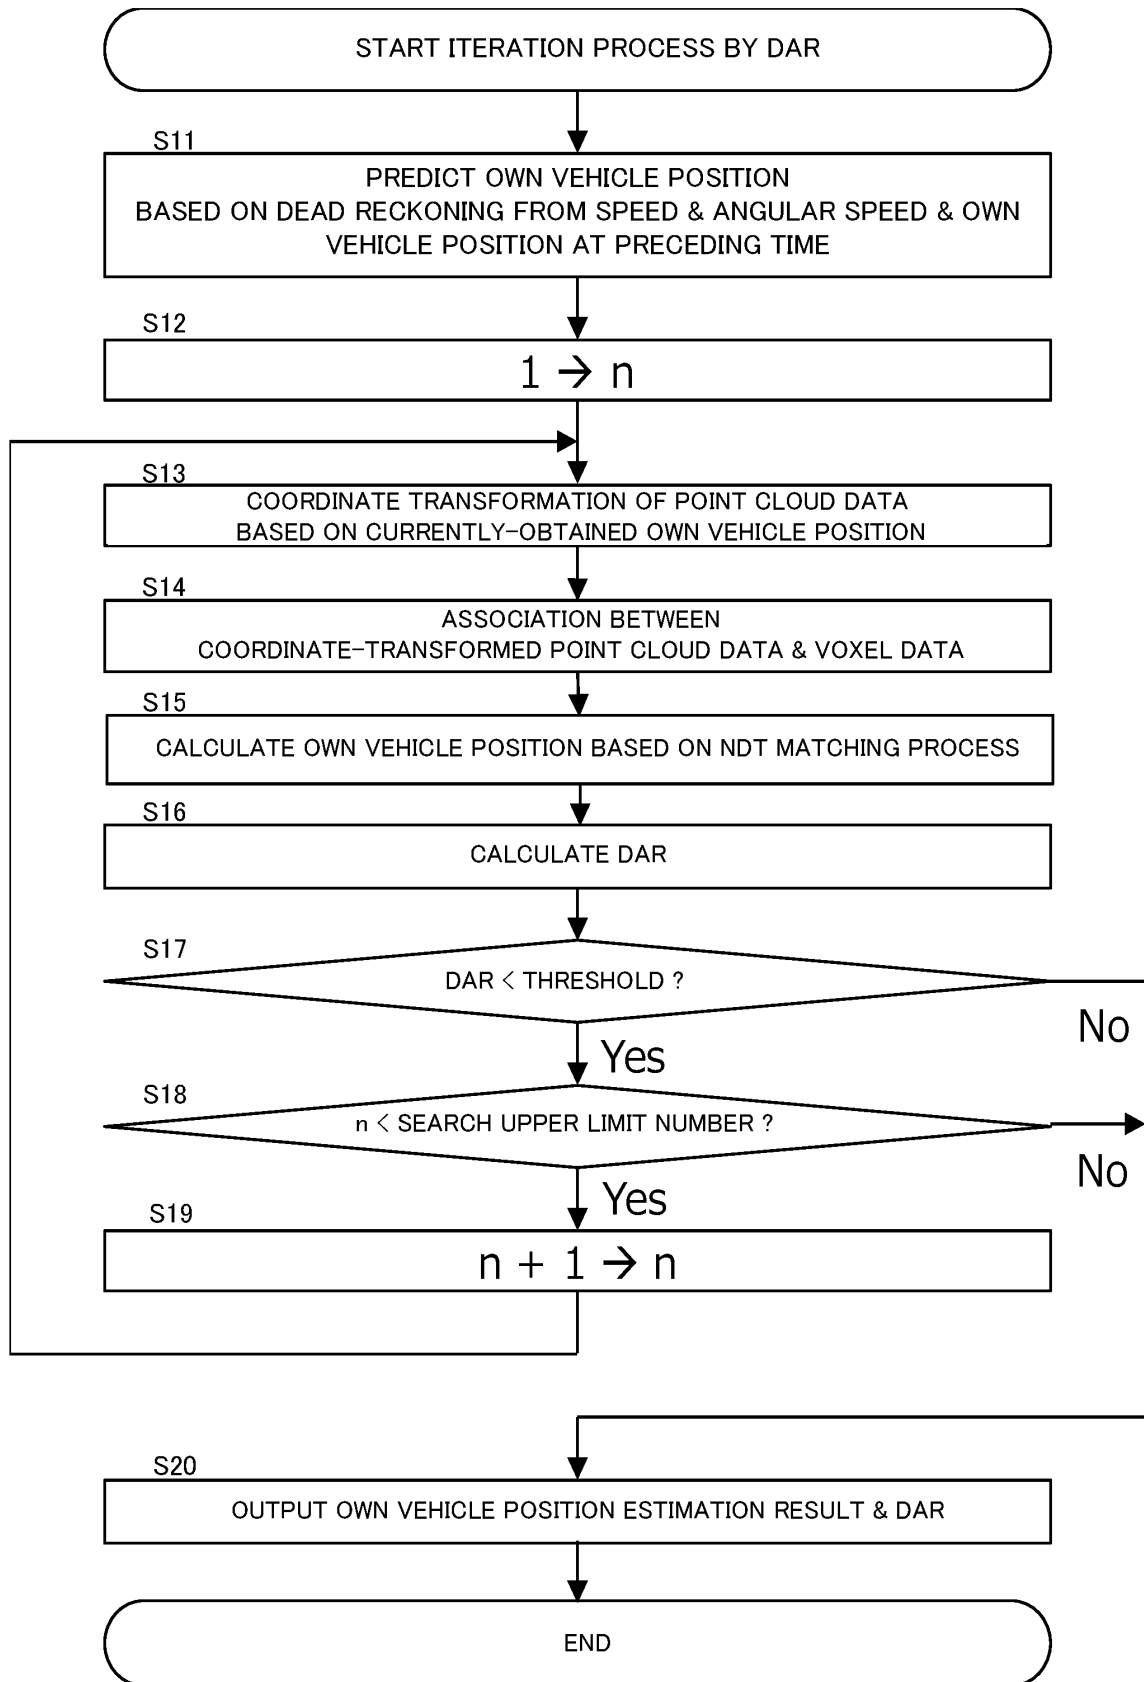 START ITERATION PROCESS BY DAR
S11
PREDICT OWN VEHICLE POSITION
BASED ON DEAD RECKONING FROM SPEED & ANGULAR SPEED & OWN
VEHICLE POSITION AT PRECEDING TIME
S12
1 → n
S13
COORDINATE TRANSFORMATION OF POINT CLOUD DATA
BASED ON CURRENTLY-OBTAINED OWN VEHICLE POSITION
S14
ASSOCIATION BETWEEN
COORDINATE-TRANSFORMED POINT CLOUD DATA & VOXEL DATA
S15
CALCULATE OWN VEHICLE POSITION BASED ON NDT MATCHING PROCESS
S16
CALCULATE DAR
S17
DAR < THRESHOLD ?
No
Yes
S18
n < SEARCH UPPER LIMIT NUMBER ?
No
Yes
S19
n + 1 → n
S20
OUTPUT OWN VEHICLE POSITION ESTIMATION RESULT & DAR
END